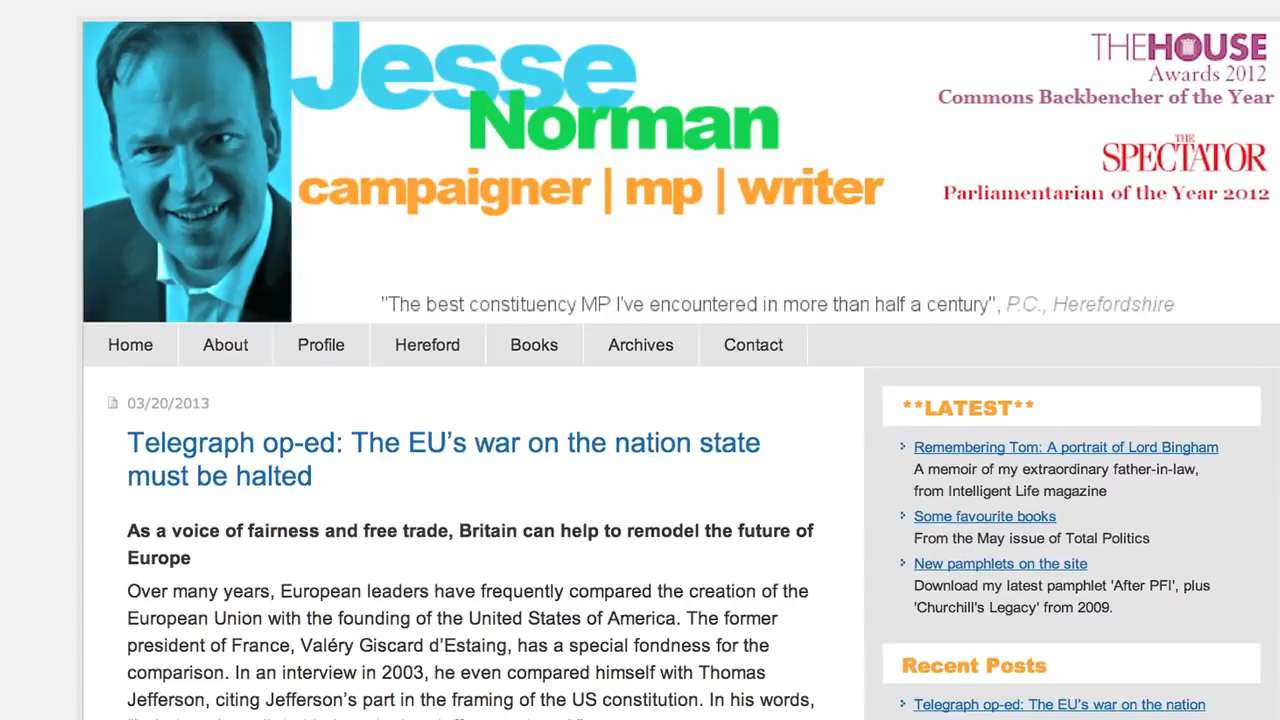 Jesse
Norman
campaigner | mp | writer
THEHOUSE
Awards 2012
Commons Backbencher of the Year
THE
SPECTATOR
Parliamentarian of the Year 2012
"The best constituency MP I've encountered in more than half a century", P.C., Herefordshire
Home About Profile Hereford Books Archives Contact
03/20/2013
Telegraph op-ed: The EU’s war on the nation state
must be halted
As a voice of fairness and free trade, Britain can help to remodel the future of
Europe
Over many years, European leaders have frequently compared the creation of the
European Union with the founding of the United States of America. The former
president of France, Valéry Giscard d’Estaing, has a special fondness for the
comparison. In an interview in 2003, he even compared himself with Thomas
Jefferson, citing Jefferson’s part in the framing of the US constitution. In his words,
**LATEST**
Remembering Tom: A portrait of Lord Bingham
A memoir of my extraordinary father-in-law,
from Intelligent Life magazine
Some favourite books
From the May issue of Total Politics
New pamphlets on the site
Download my latest pamphlet 'After PFI', plus
'Churchill's Legacy' from 2009.
Recent Posts
Telegraph op-ed: The EU’s war on the nation